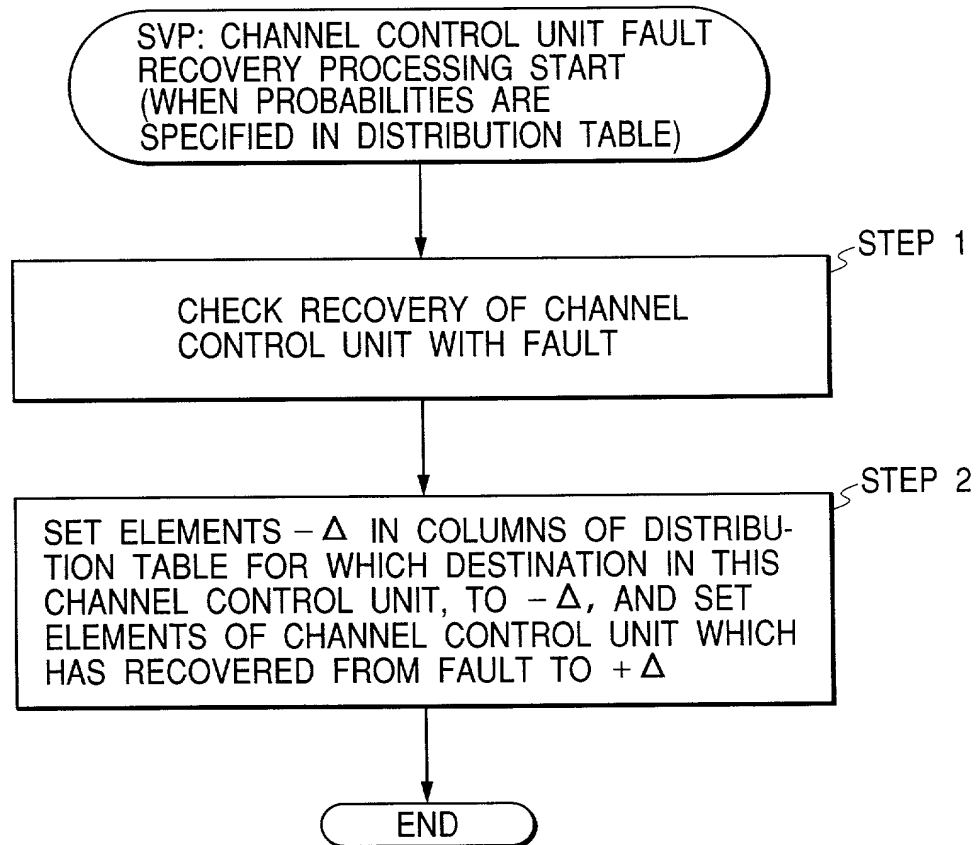 SVP: CHANNEL CONTROL UNIT FAULT
RECOVERY PROCESSING START
(WHEN PROBABILITIES ARE
SPECIFIED IN DISTRIBUTION TABLE)
STEP 1
CHECK RECOVERY OF CHANNEL
CONTROL UNIT WITH FAULT
STEP 2
SET ELEMENTS −Δ IN COLUMNS OF DISTRIBU-
TION TABLE FOR WHICH DESTINATION IN THIS
CHANNEL CONTROL UNIT, TO −Δ, AND SET
ELEMENTS OF CHANNEL CONTROL UNIT WHICH
HAS RECOVERED FROM FAULT TO +Δ
END